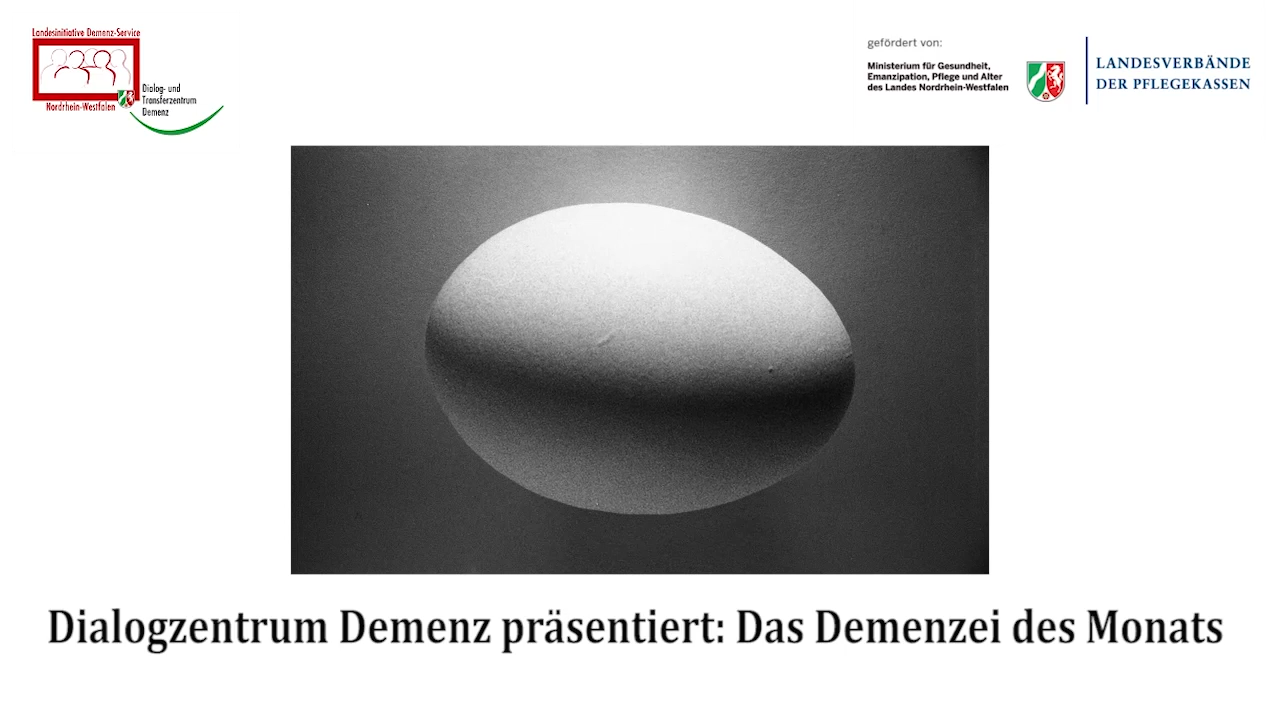 Landesinitiative Demenz-Service
Nordrhein-Westfalen
Dialog- und
Transferzentrum
Demenz
gefördert von:
Ministerium für Gesundheit,
Emanzipation, Pflege und Alter
des Landes Nordrhein-Westfalen
LANDESVERBÄNDE
DER PFLEGEKASSEN
Dialogzentrum Demenz präsentiert: Das Demenzei des Monats